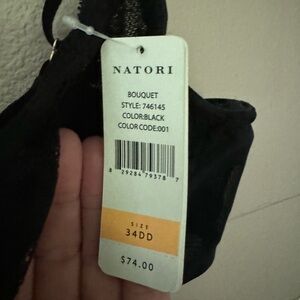 NATORI
BOUQUET
STYLE: 746145
COLOR:BLACK
COLOR CODE:001
8 29284 79378 7
SIZE
34DD
$74.00